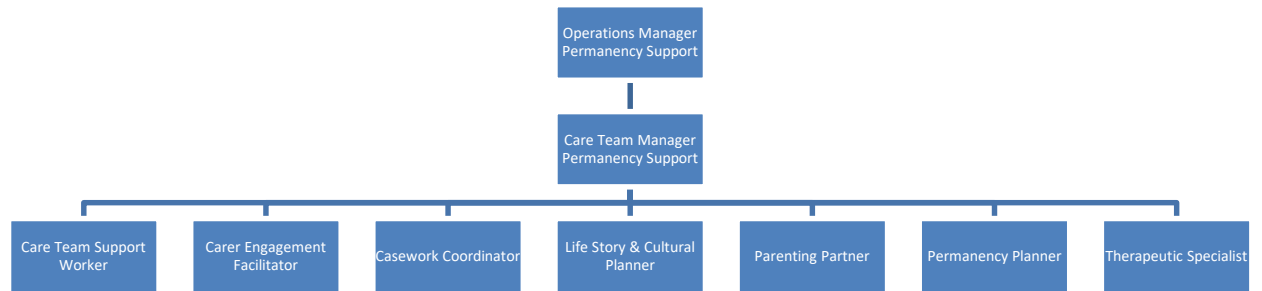 Operations Manager
Permanency Support
Care Team Manager
Permanency Support
Care Team Support
Worker
Carer Engagement
Facilitator
Casework Coordinator
Life Story & Cultural
Planner
Parenting Partner
Permanency Planner
Therapeutic Specialist